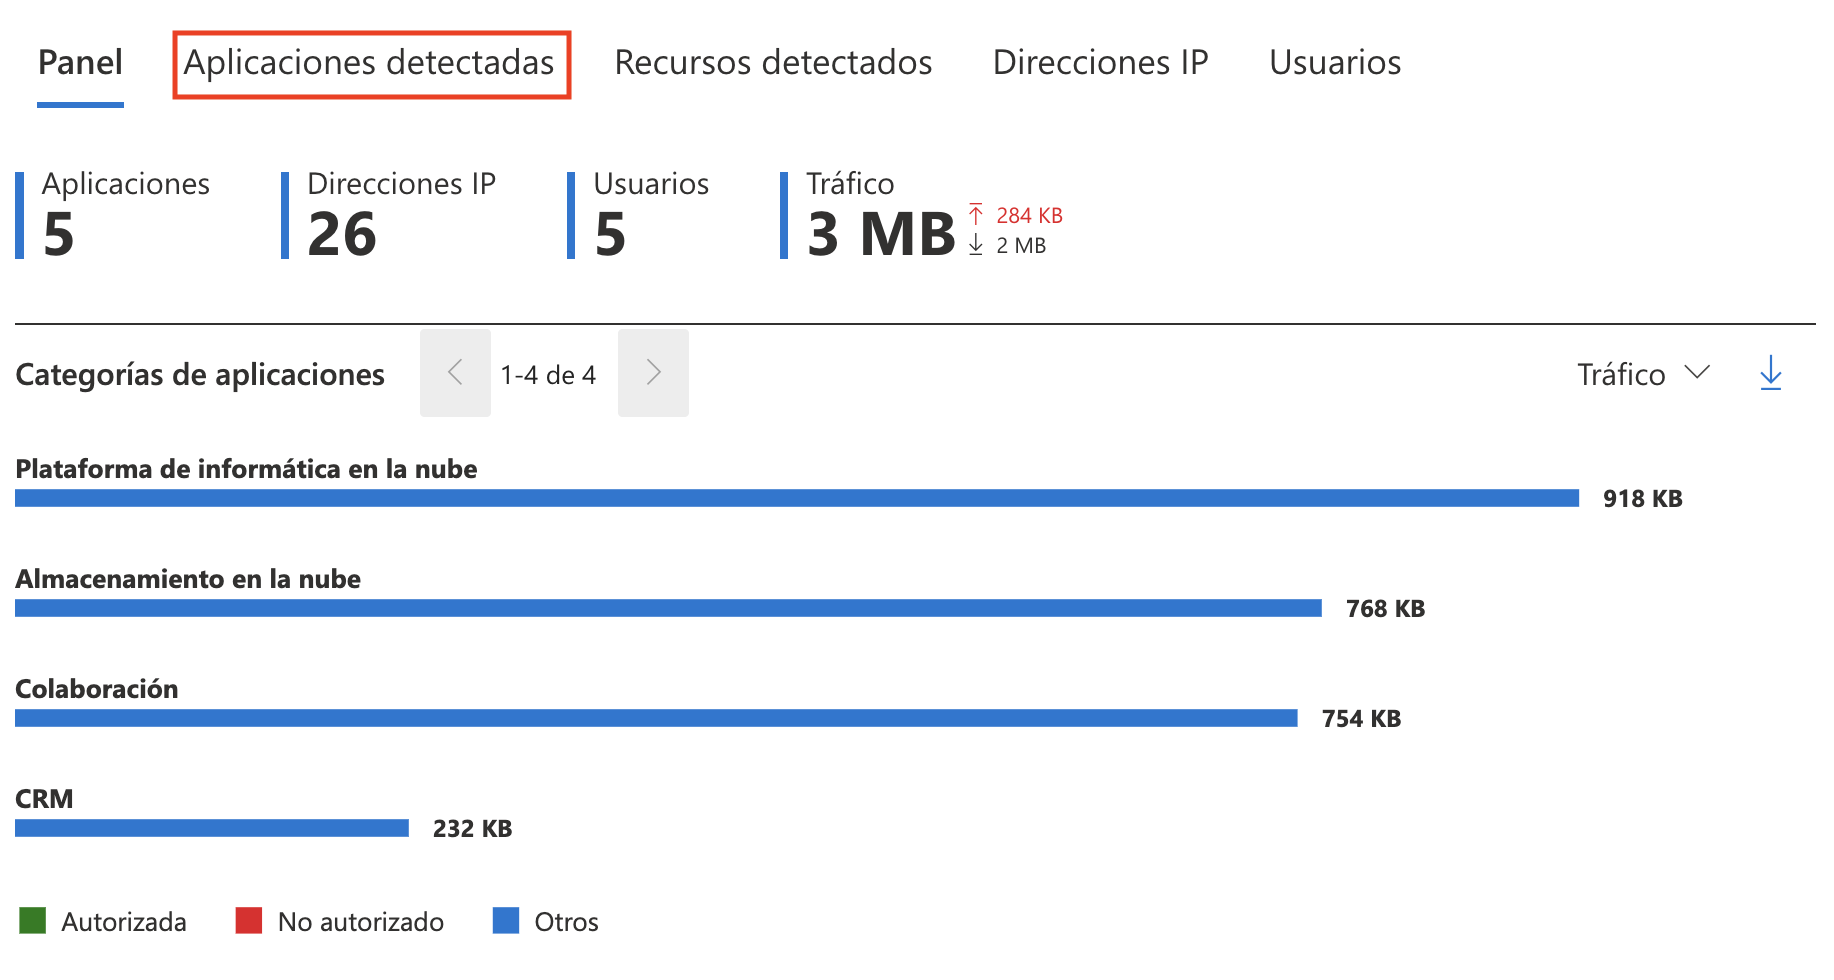 Panel Aplicaciones detectadas Recursos detectados Direcciones IP Usuarios
Aplicaciones Direcciones IP Usuarios Tráfico
5 26 5 3 MB 284 KB
2 MB
Categorías de aplicaciones 1-4 de 4 Tráfico
Plataforma de informática en la nube
918 KB
Almacenamiento en la nube
768 KB
Colaboración
754 KB
CRM
232 KB
Autorizada No autorizado Otros